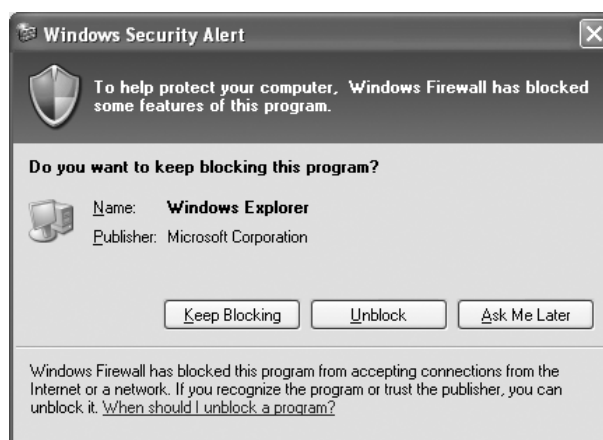 Windows Security Alert
To help protect your computer, Windows Firewall has blocked
some features of this program.
Do you want to keep blocking this program?
Name: Windows Explorer
Publisher: Microsoft Corporation
Keep Blocking Unblock Ask Me Later
Windows Firewall has blocked this program from accepting connections from the
Internet or a network. If you recognize the program or trust the publisher, you can
unblock it. When should I unblock a program?